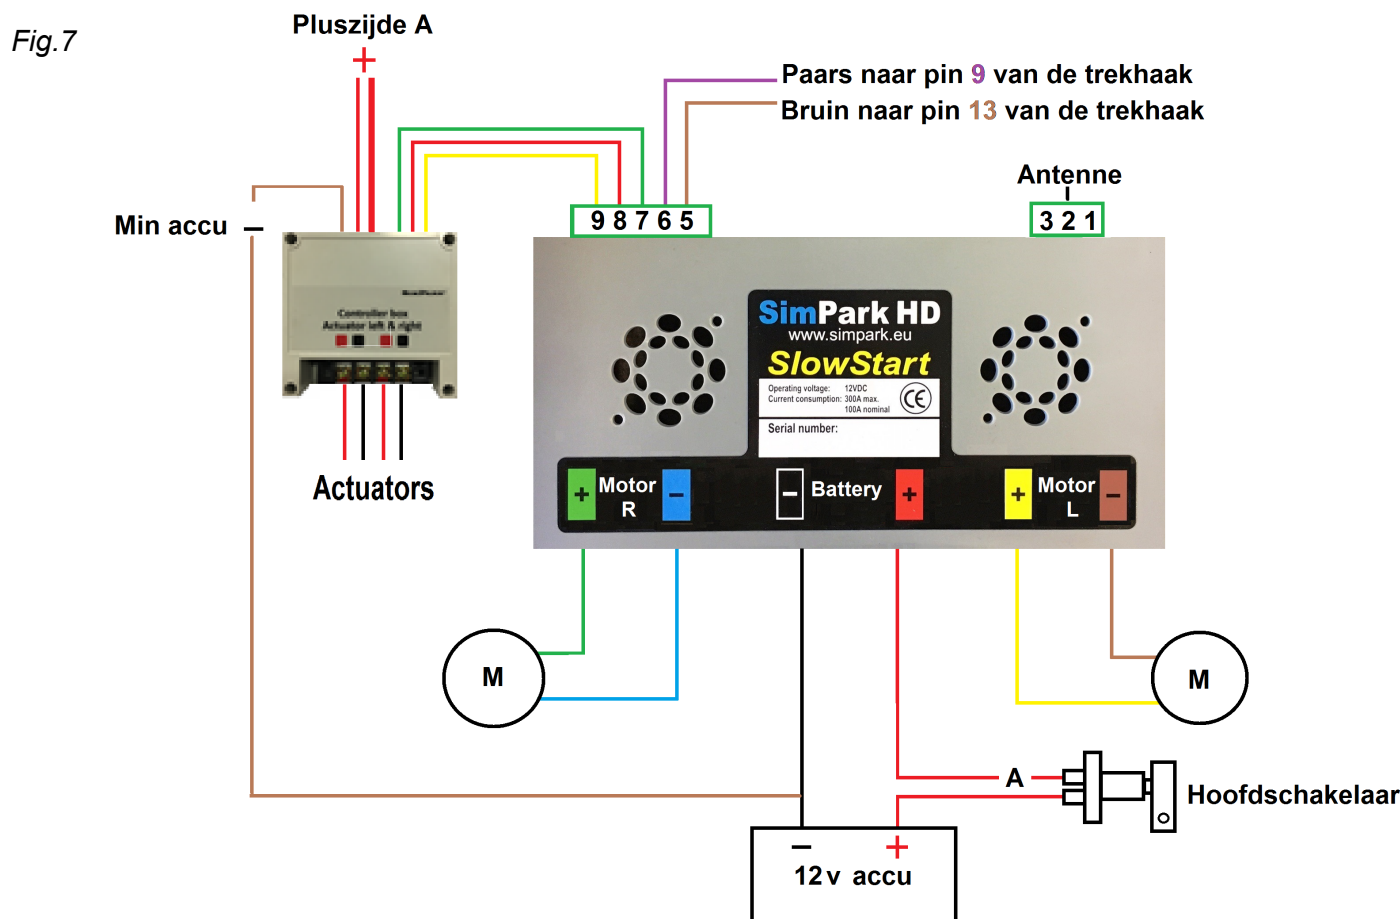 Fig.7
Pluszijde A
+
Paars naar pin 9 van de trekhaak
Bruin naar pin 13 van de trekhaak
Antenne
9 8 7 6 5
3 2 1
Min accu –
Controller box
Actuator left & right
SimPark HD
www.simpark.eu
SlowStart
Operating voltage: 12VDC
Current consumption: 300A max.
100A nominal
CE
Serial number:
+ Motor R –
– Battery +
+ Motor L –
Actuators
M
M
A
Hoofdschakelaar
– +
12v accu